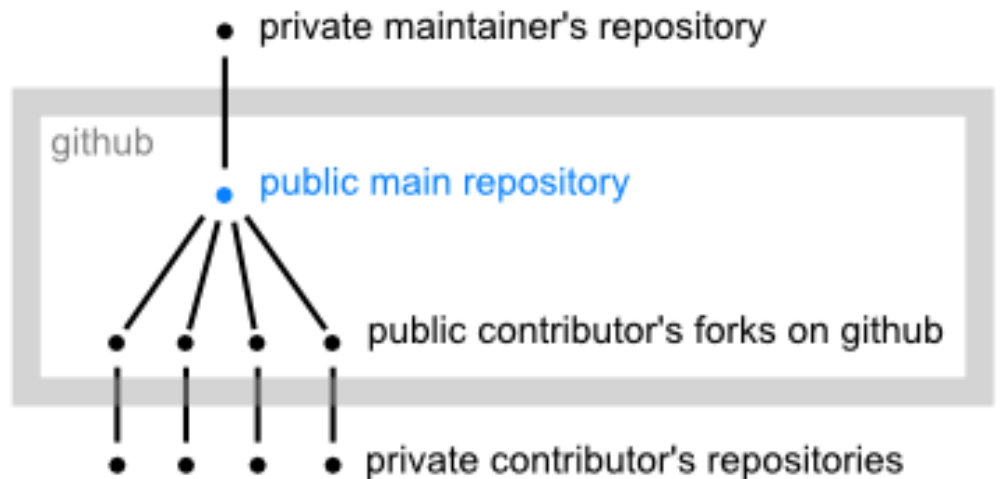 private maintainer's repository
github
public main repository
public contributor's forks on github
private contributor's repositories